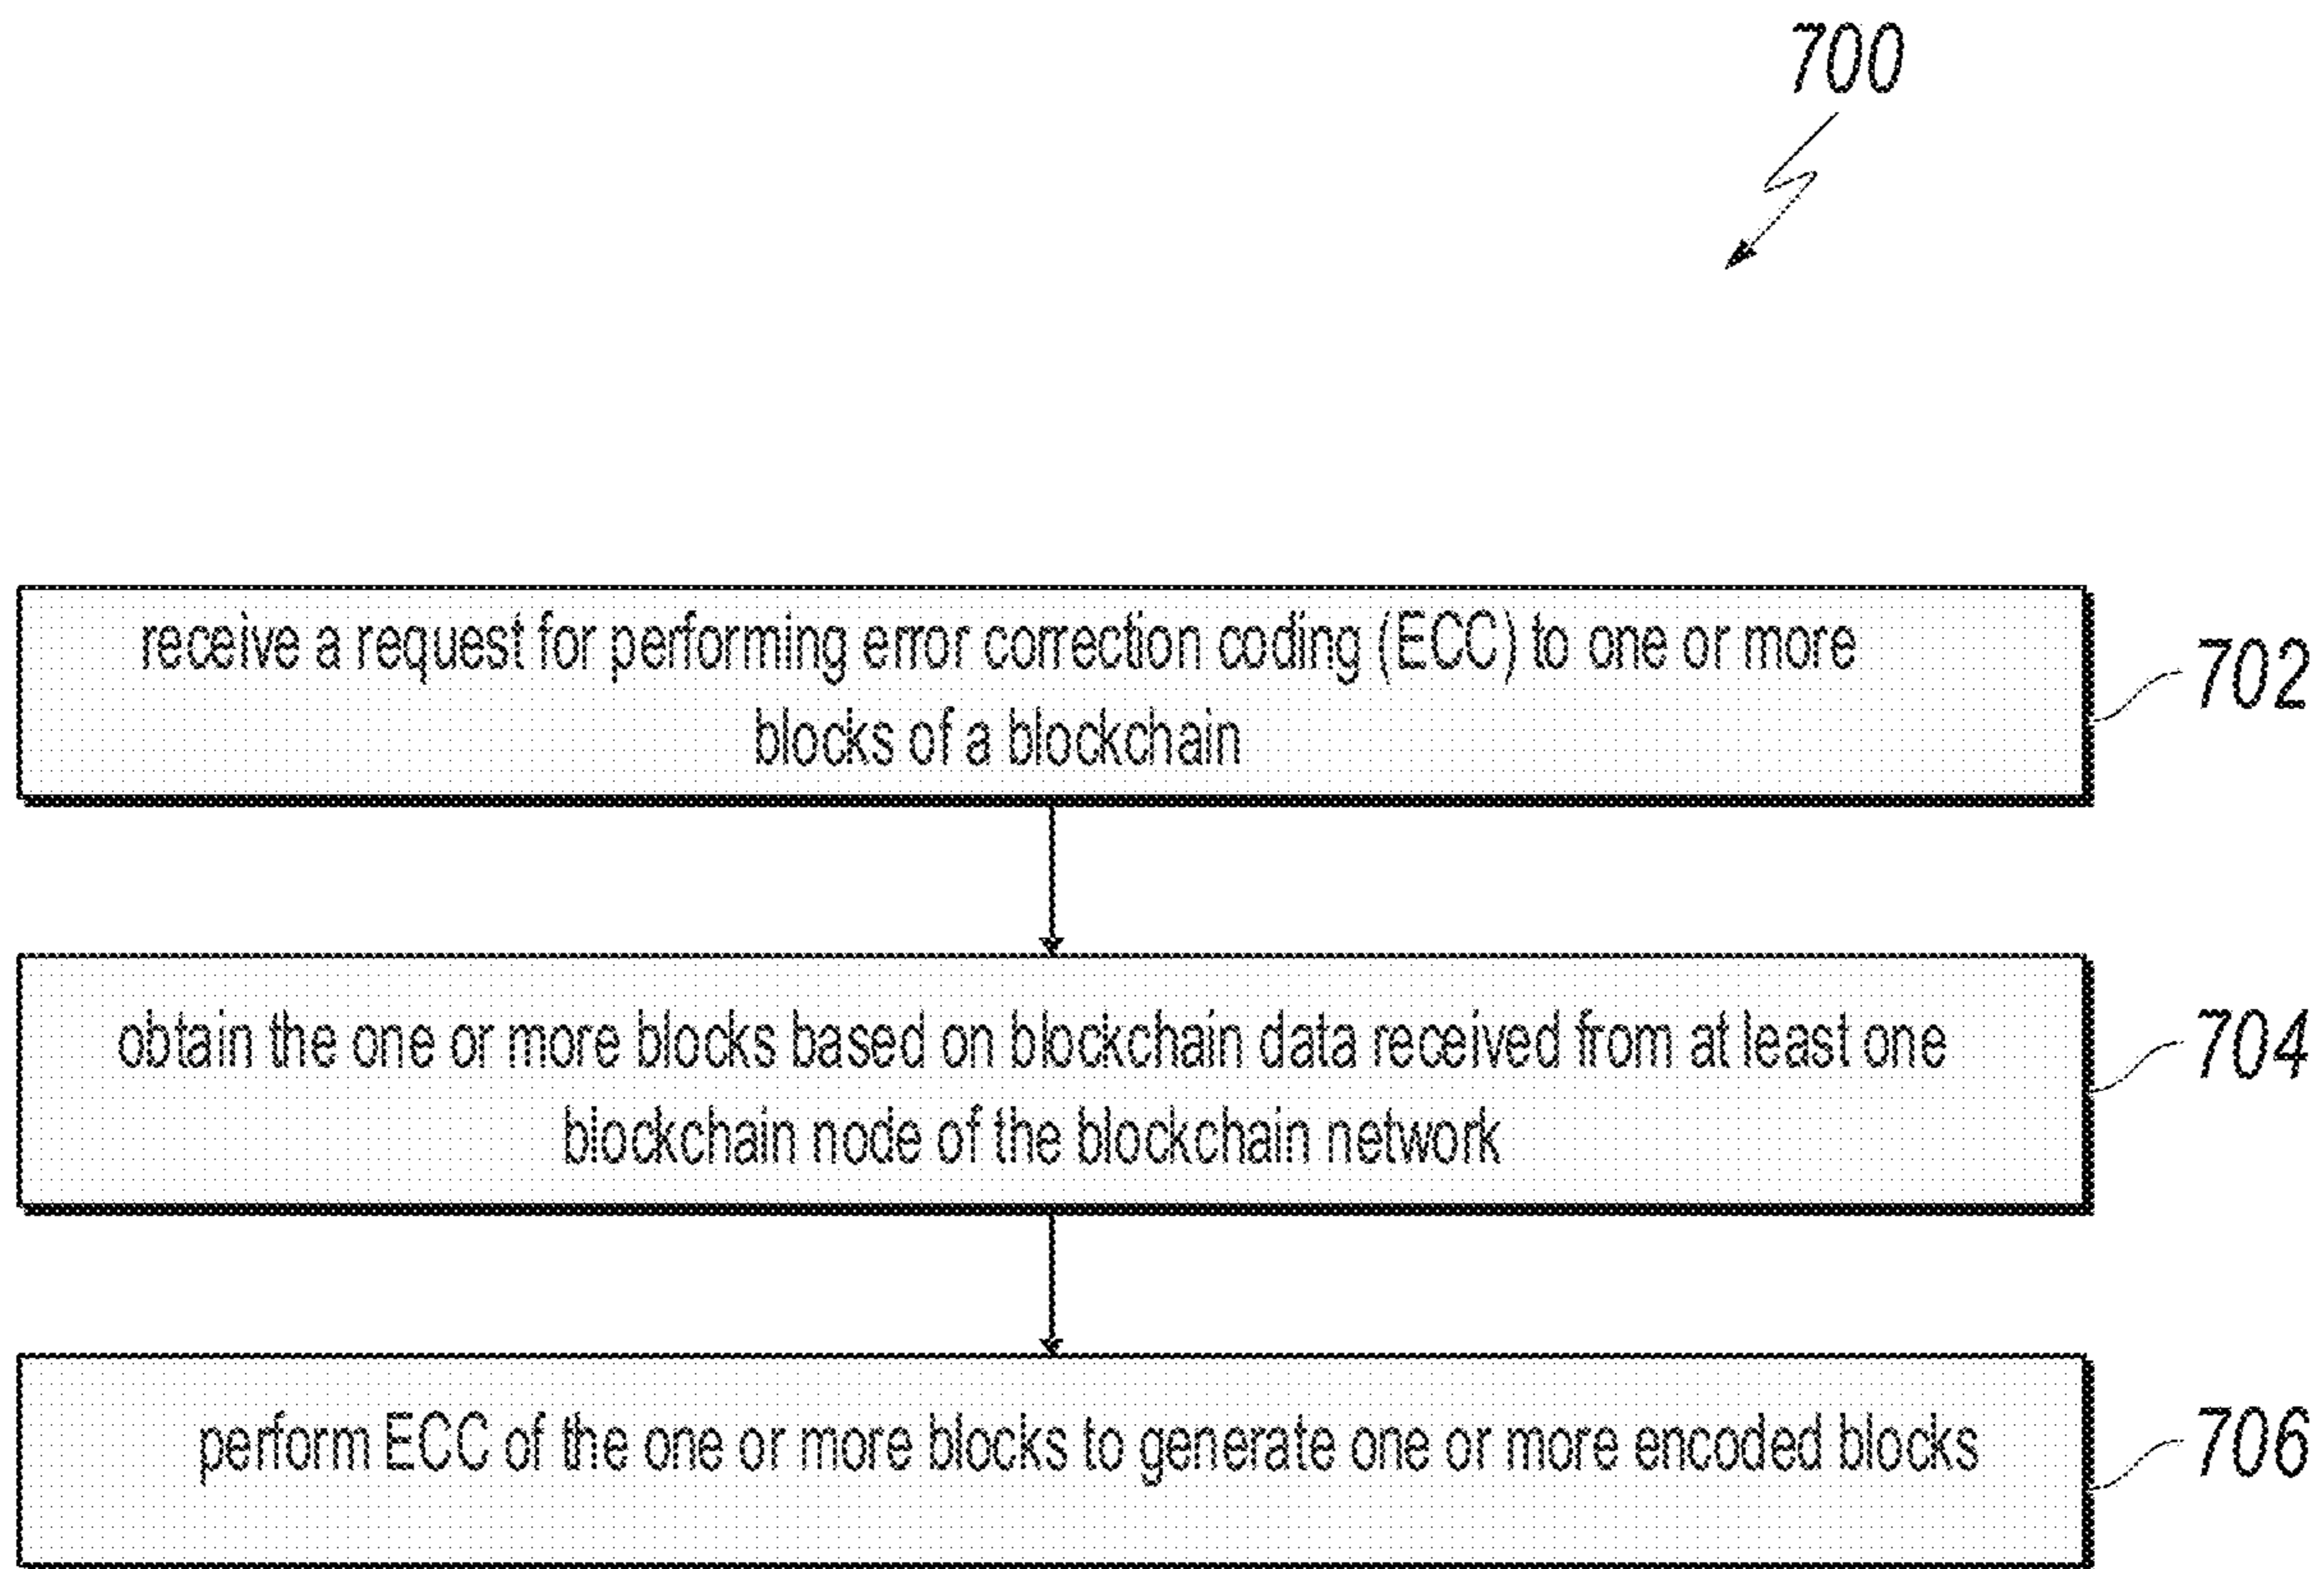 700
receive a request for performing error correction coding (ECC) to one or more
blocks of a blockchain
702
obtain the one or more blocks based on blockchain data received from at least one
blockchain node of the blockchain network
704
perform ECC of the one or more blocks to generate one or more encoded blocks
706